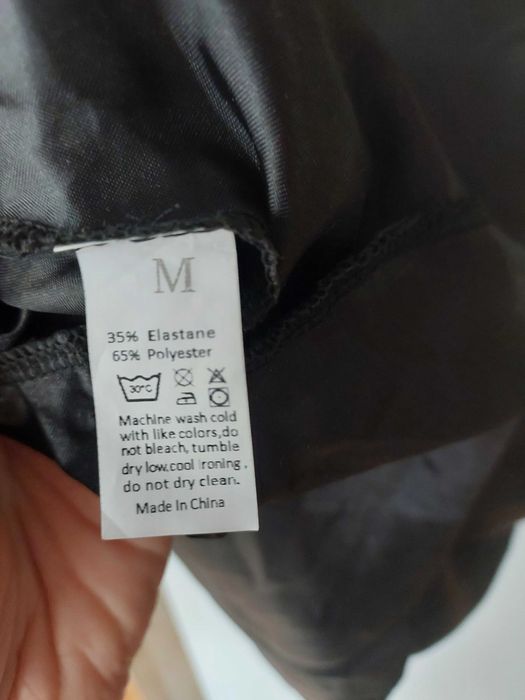 M
35% Elastane
65% Polyester
30°C
Machine wash cold
with like colors,do
not bleach, tumble
dry low,cool ironing,
do not dry clean.
Made In China